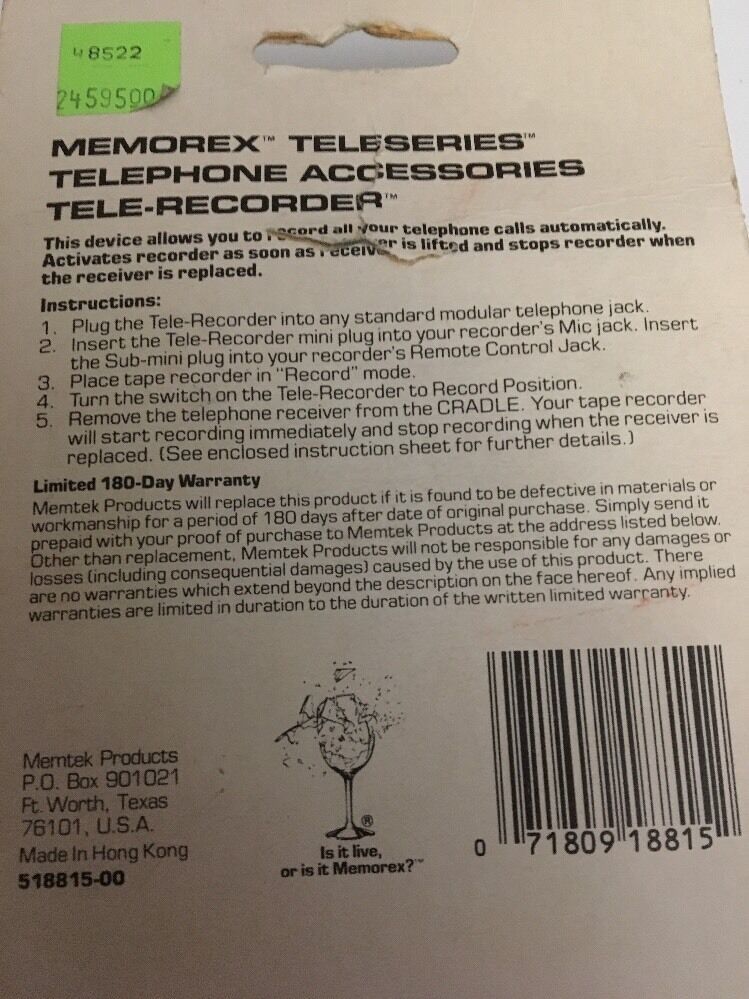 48522
2459500
MEMOREX™ TELESERIES™
TELEPHONE ACCESSORIES
TELE-RECORDER™
This device allows you to record all your telephone calls automatically.
Activates recorder as soon as receiver is lifted and stops recorder when
the receiver is replaced.
Instructions:
1. Plug the Tele-Recorder into any standard modular telephone jack.
2. Insert the Tele-Recorder mini plug into your recorder's Mic jack. Insert
the Sub-mini plug into your recorder's Remote Control Jack.
3. Place tape recorder in "Record" mode.
4. Turn the switch on the Tele-Recorder to Record Position.
5. Remove the telephone receiver from the CRADLE. Your tape recorder
will start recording immediately and stop recording when the receiver is
replaced. (See enclosed instruction sheet for further details.)
Limited 180-Day Warranty
Memtek Products will replace this product if it is found to be defective in materials or
workmanship for a period of 180 days after date of original purchase. Simply send it
prepaid with your proof of purchase to Memtek Products at the address listed below.
Other than replacement, Memtek Products will not be responsible for any damages or
losses (including consequential damages) caused by the use of this product. There
are no warranties which extend beyond the description on the face hereof. Any implied
warranties are limited in duration to the duration of the written limited warranty.
Memtek Products
P.O. Box 901021
Ft. Worth, Texas
76101, U.S.A.
Made In Hong Kong
518815-00
®
Is it live,
or is it Memorex?™
0 71809 18815